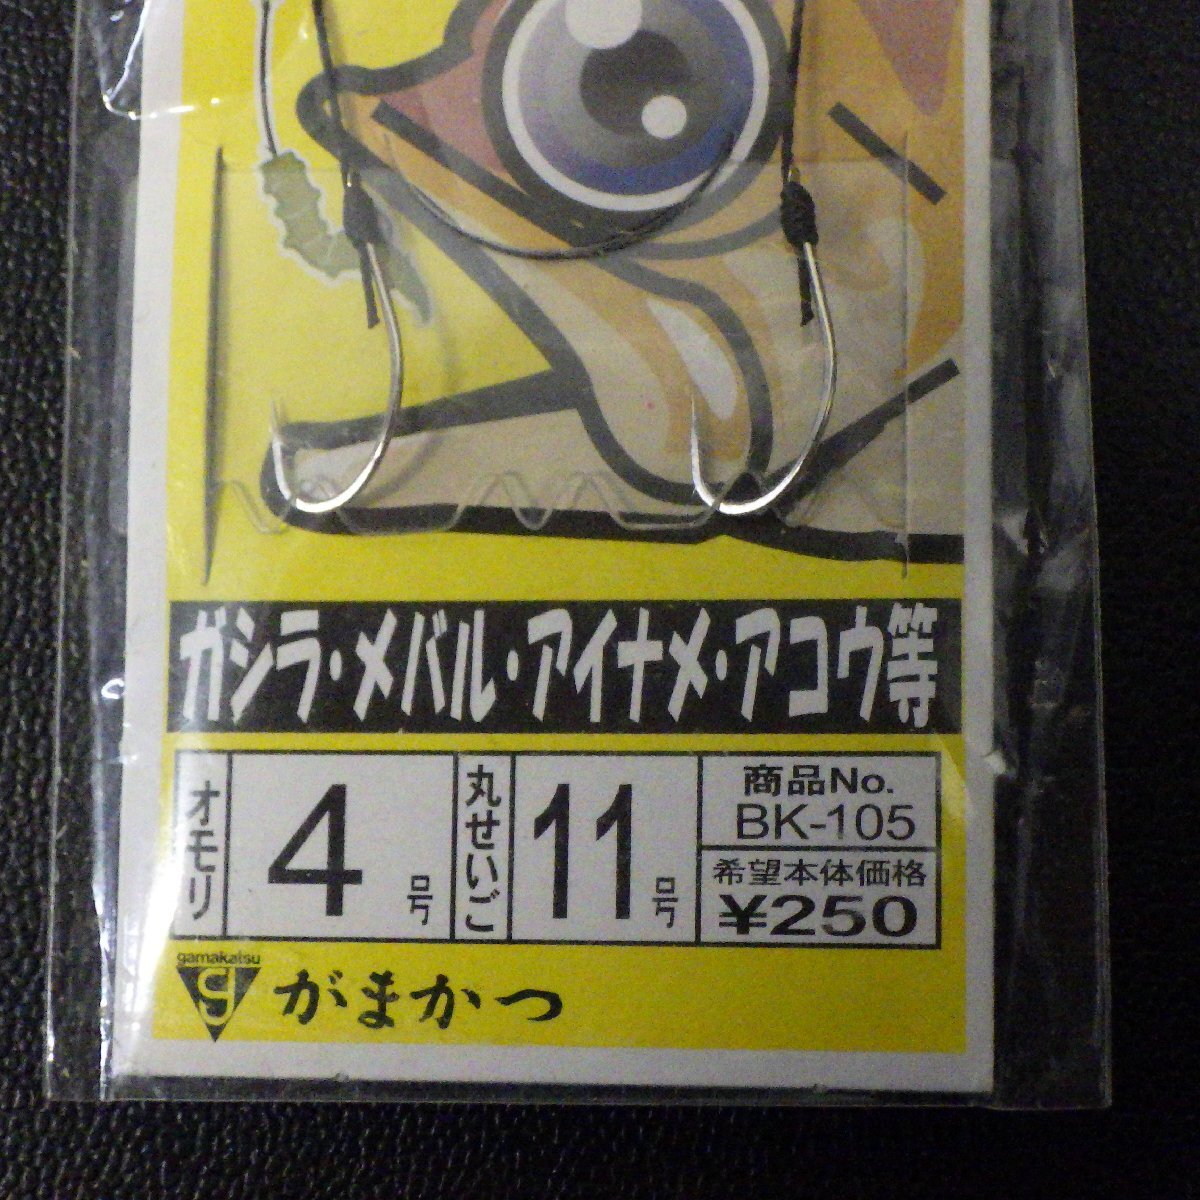 ガシラ・メバル・アイナメ・アコウ等
オモリ 4号 丸せいご 11号
商品No.
BK-105
希望本体価格
¥250
gamakatsu
g がまかつ